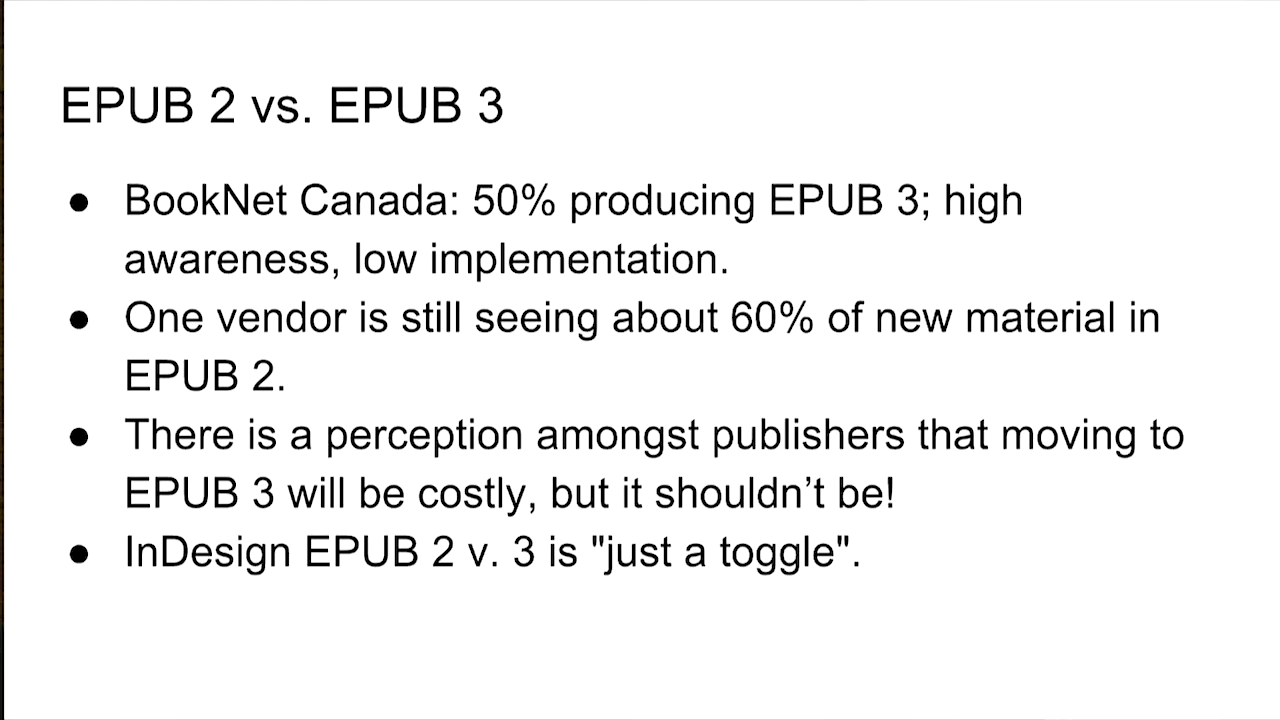 EPUB 2 vs. EPUB 3
● BookNet Canada: 50% producing EPUB 3; high
awareness, low implementation.
● One vendor is still seeing about 60% of new material in
EPUB 2.
● There is a perception amongst publishers that moving to
EPUB 3 will be costly, but it shouldn’t be!
● InDesign EPUB 2 v. 3 is "just a toggle".